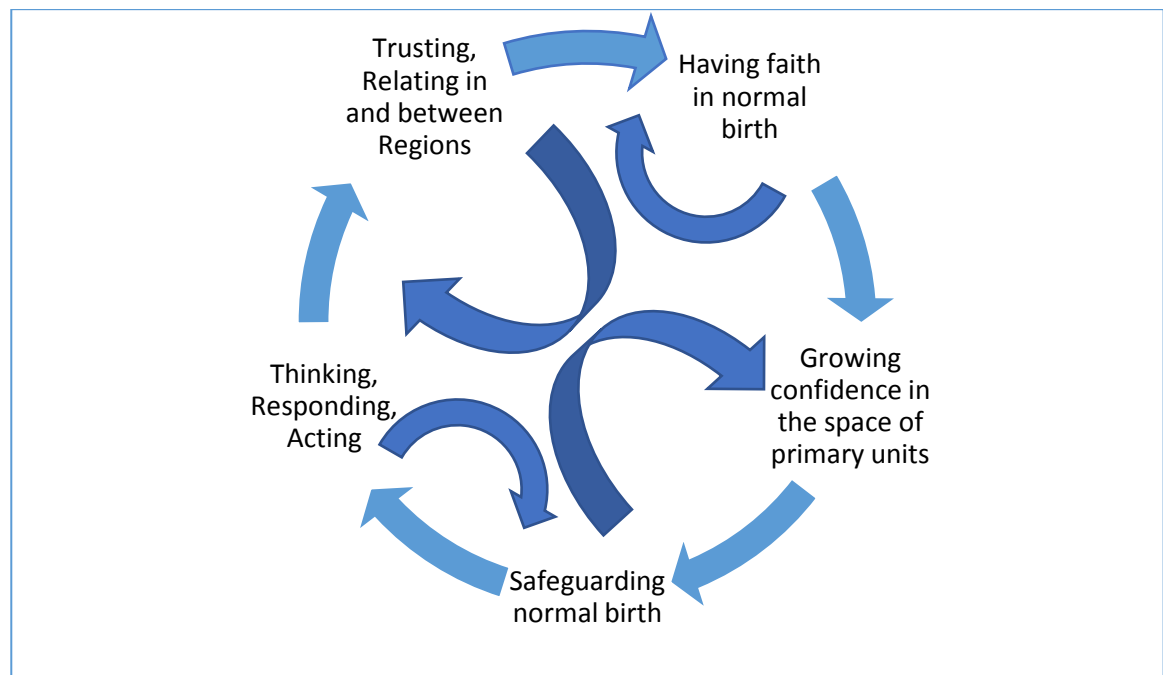 Trusting,
Relating in
and between
Regions
Having faith
in normal
birth
Growing
confidence in
the space of
primary units
Safeguarding
normal birth
Thinking,
Responding,
Acting